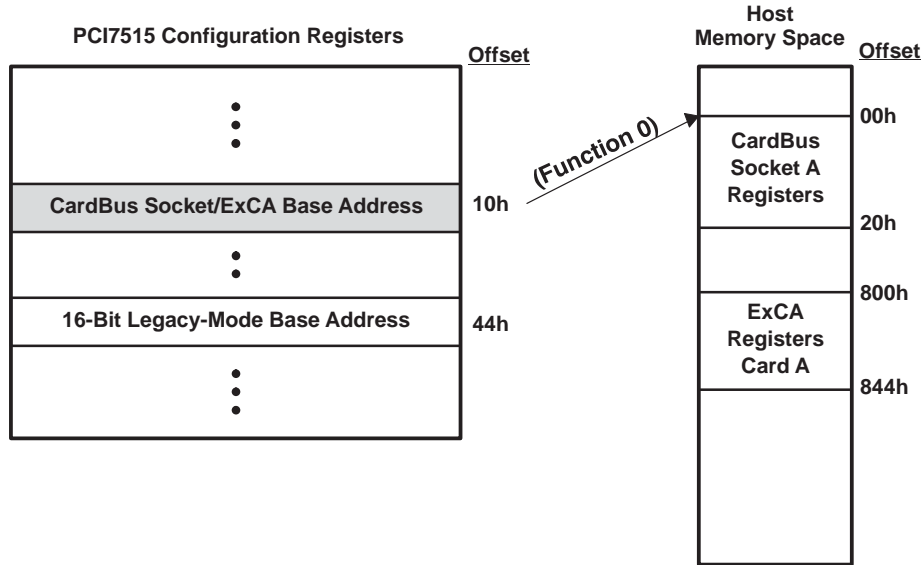 PCI7515 Configuration Registers
Offset
CardBus Socket/ExCA Base Address
10h
16-Bit Legacy-Mode Base Address
44h
(Function 0)
Host
Memory Space
Offset
00h
CardBus
Socket A
Registers
20h
800h
ExCA
Registers
Card A
844h